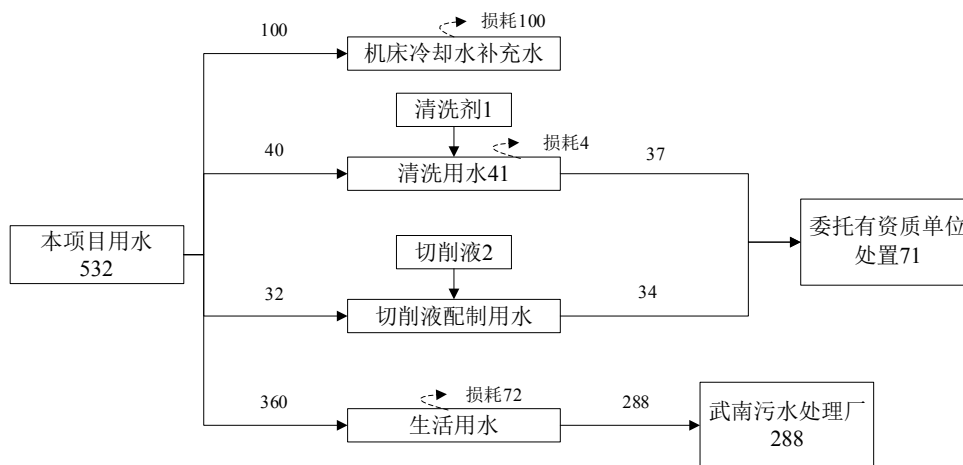 损耗100
100
机床冷却水补充水
清洗剂1
损耗4
40
37
清洗用水41
本项目用水
532
委托有资质单位
处置71
切削液2
32
34
切削液配制用水
损耗72
360
288
生活用水
武南污水处理厂
288